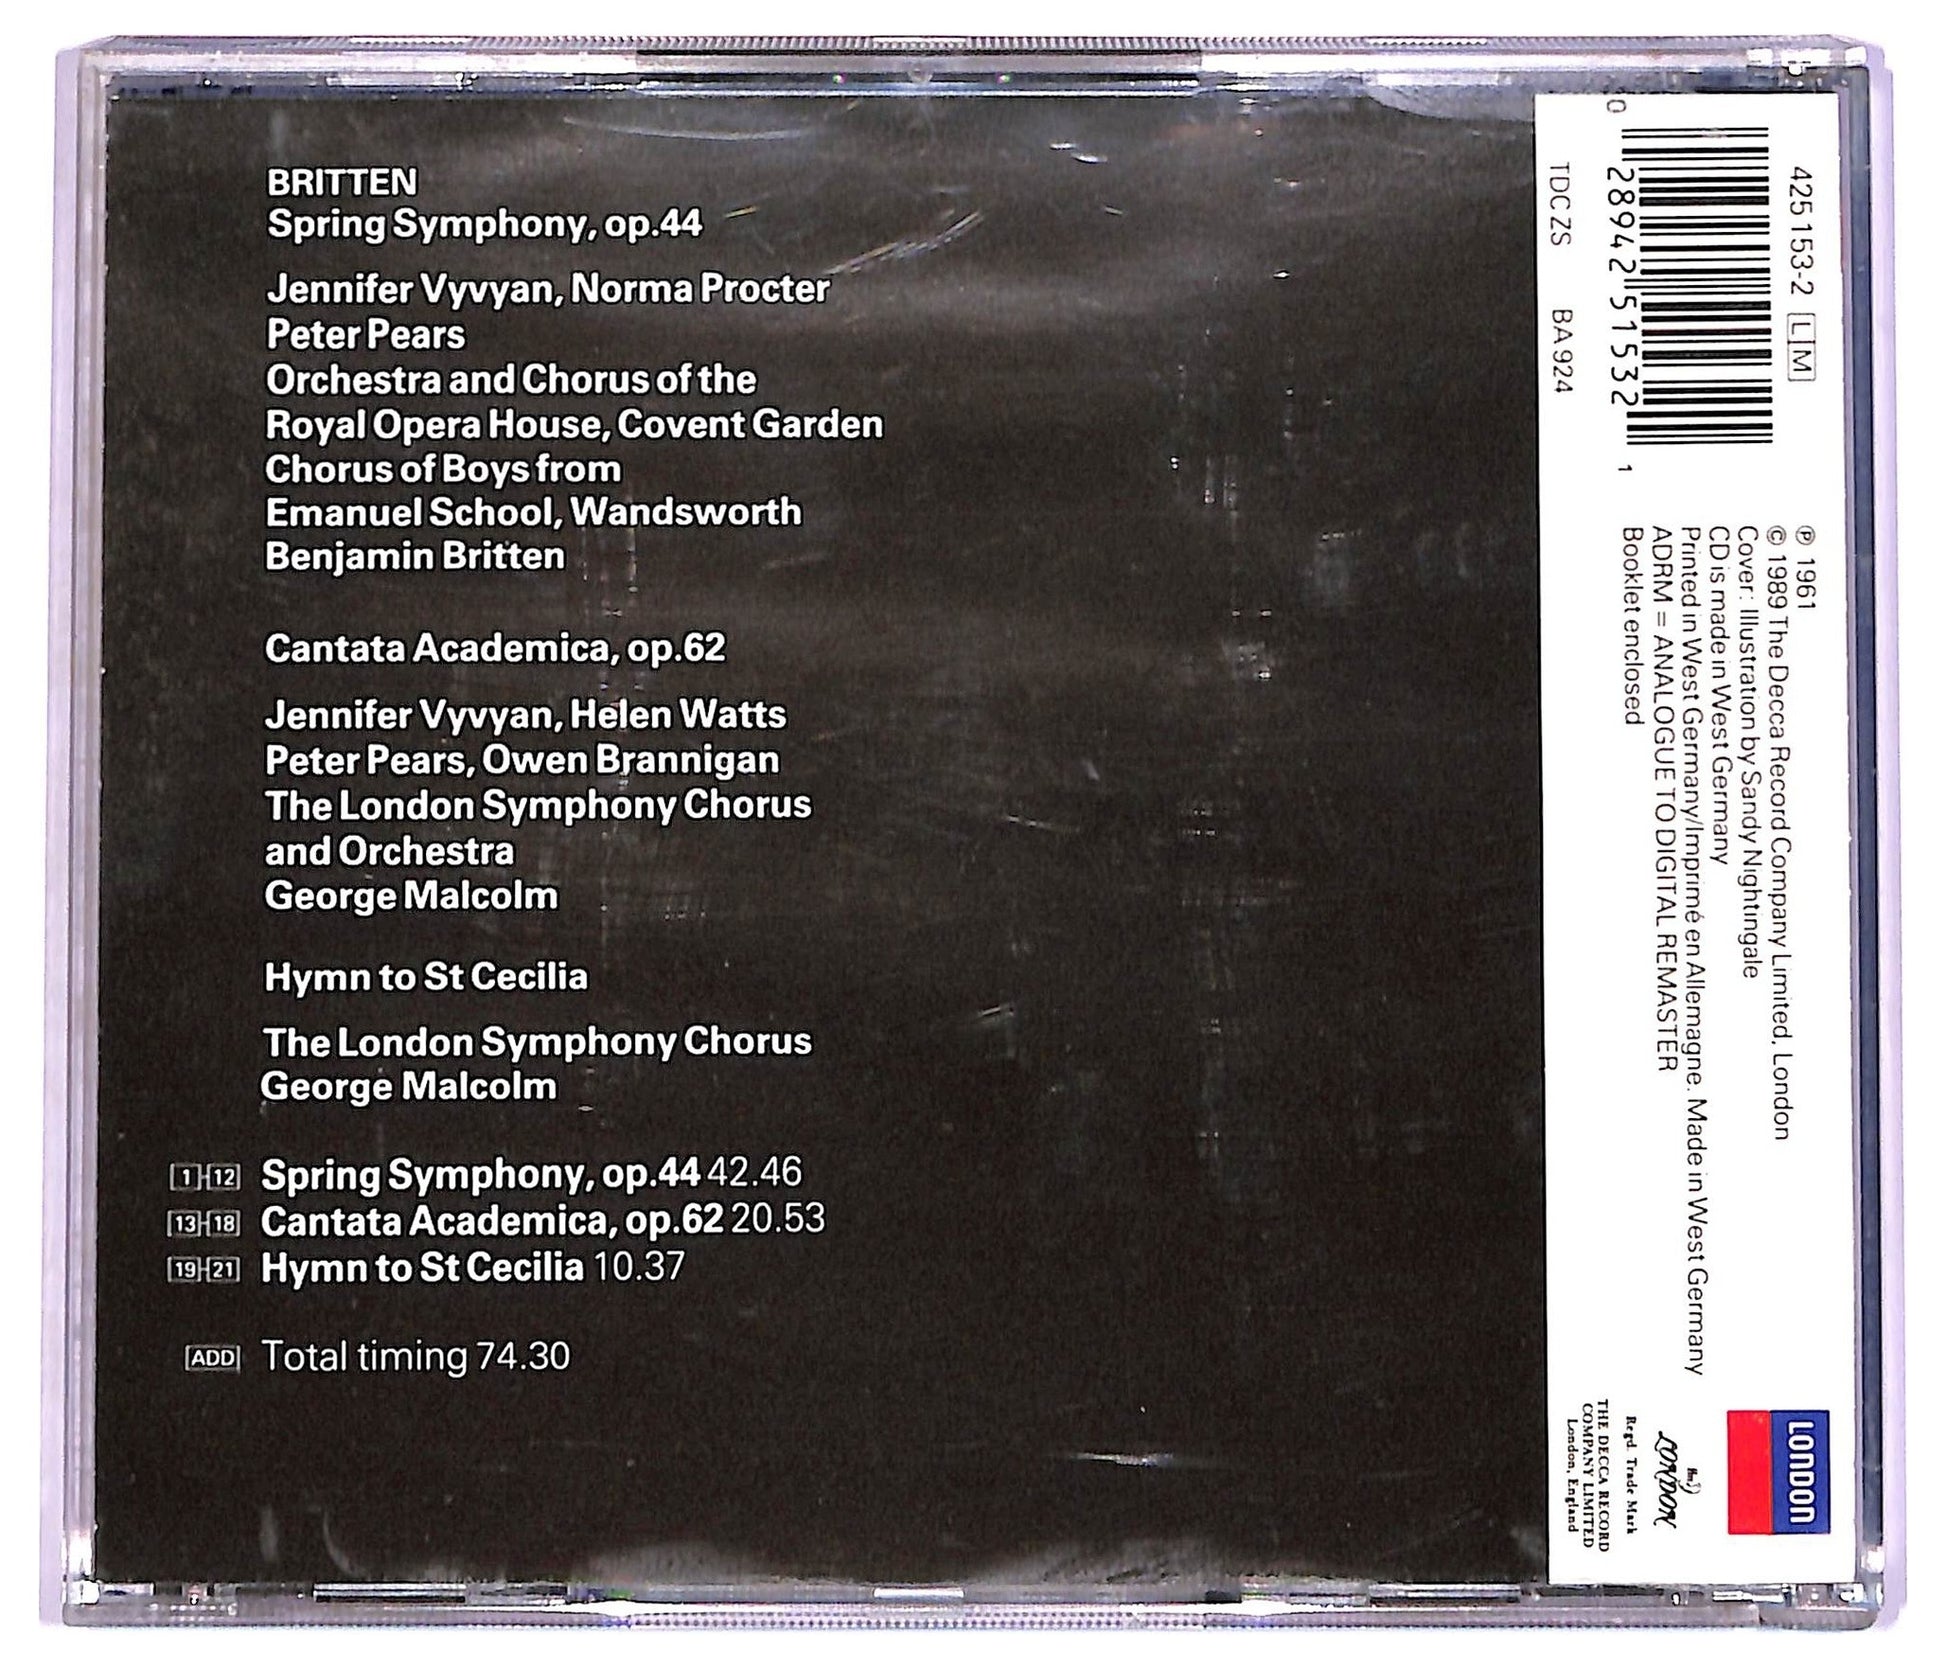 BRITTEN
Spring Symphony, op.44
Jennifer Vyvyan, Norma Procter
Peter Pears
Orchestra and Chorus of the
Royal Opera House, Covent Garden
Chorus of Boys from
Emanuel School, Wandsworth
Benjamin Britten
Cantata Academica, op.62
Jennifer Vyvyan, Helen Watts
Peter Pears, Owen Brannigan
The London Symphony Chorus
and Orchestra
George Malcolm
Hymn to St Cecilia
The London Symphony Chorus
George Malcolm
1-12 Spring Symphony, op.44 42.46
13-18 Cantata Academica, op.62 20.53
19-21 Hymn to St Cecilia 10.37
ADD Total timing 74.30
425 153-2 LM
0 28942 51532 1
TDC ZS BA 924
℗ 1961
© 1989 The Decca Record Company Limited, London
Cover: Illustration by Sandy Nightingale
CD is made in West Germany
Printed in West Germany/Imprimé en Allemagne. Made in West Germany
ADRM = ANALOGUE TO DIGITAL REMASTER
Booklet enclosed
LONDON
LONDON
Regd. Trade Mark
THE DECCA RECORD
COMPANY LIMITED
London, England